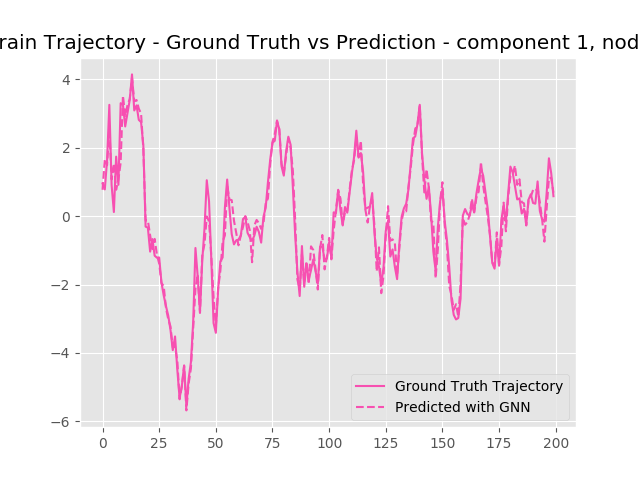 rain Trajectory - Ground Truth vs Prediction - component 1, nod
4
2
0
−2
−4
−6
0 25 50 75 100 125 150 175 200
Ground Truth Trajectory
Predicted with GNN